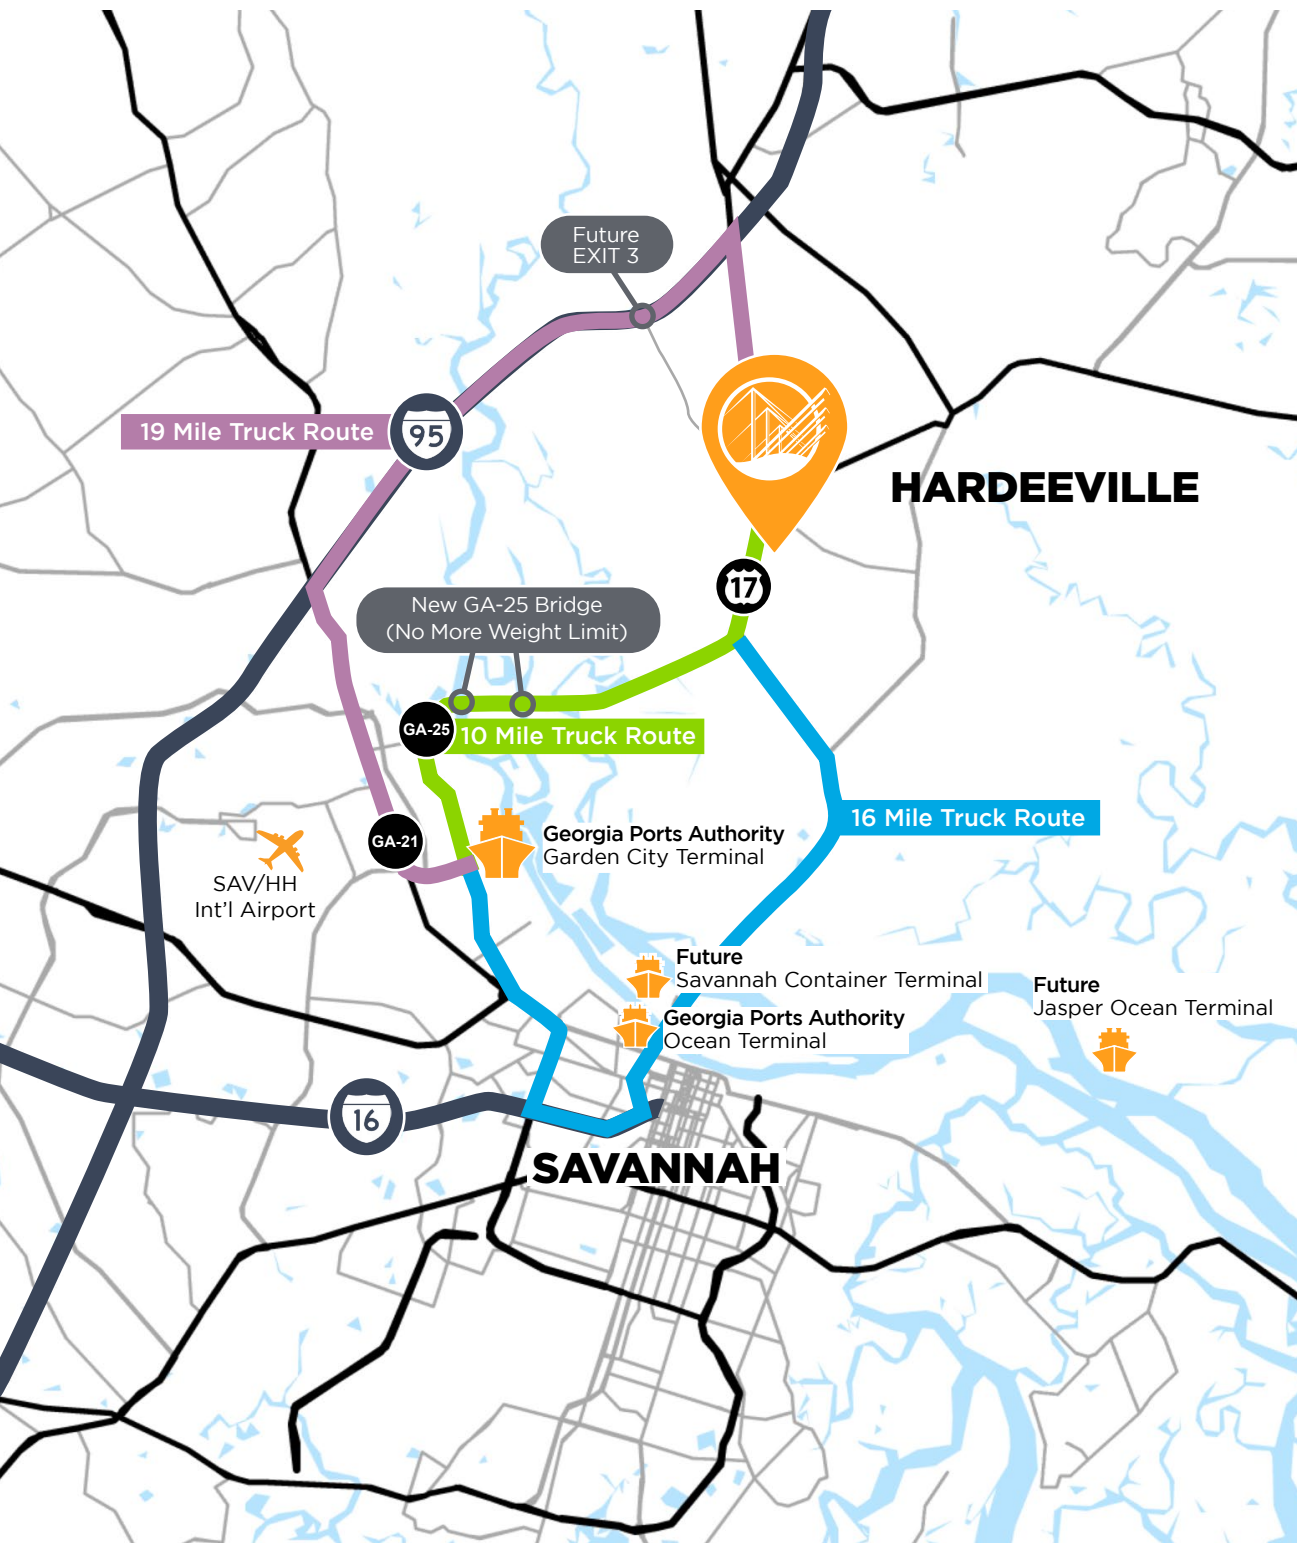 Future
EXIT 3
19 Mile Truck Route
95
HARDEEVILLE
17
New GA-25 Bridge
(No More Weight Limit)
GA-25
10 Mile Truck Route
16 Mile Truck Route
GA-21
Georgia Ports Authority
Garden City Terminal
SAV/HH
Int'l Airport
Future
Savannah Container Terminal
Future
Jasper Ocean Terminal
Georgia Ports Authority
Ocean Terminal
16
SAVANNAH